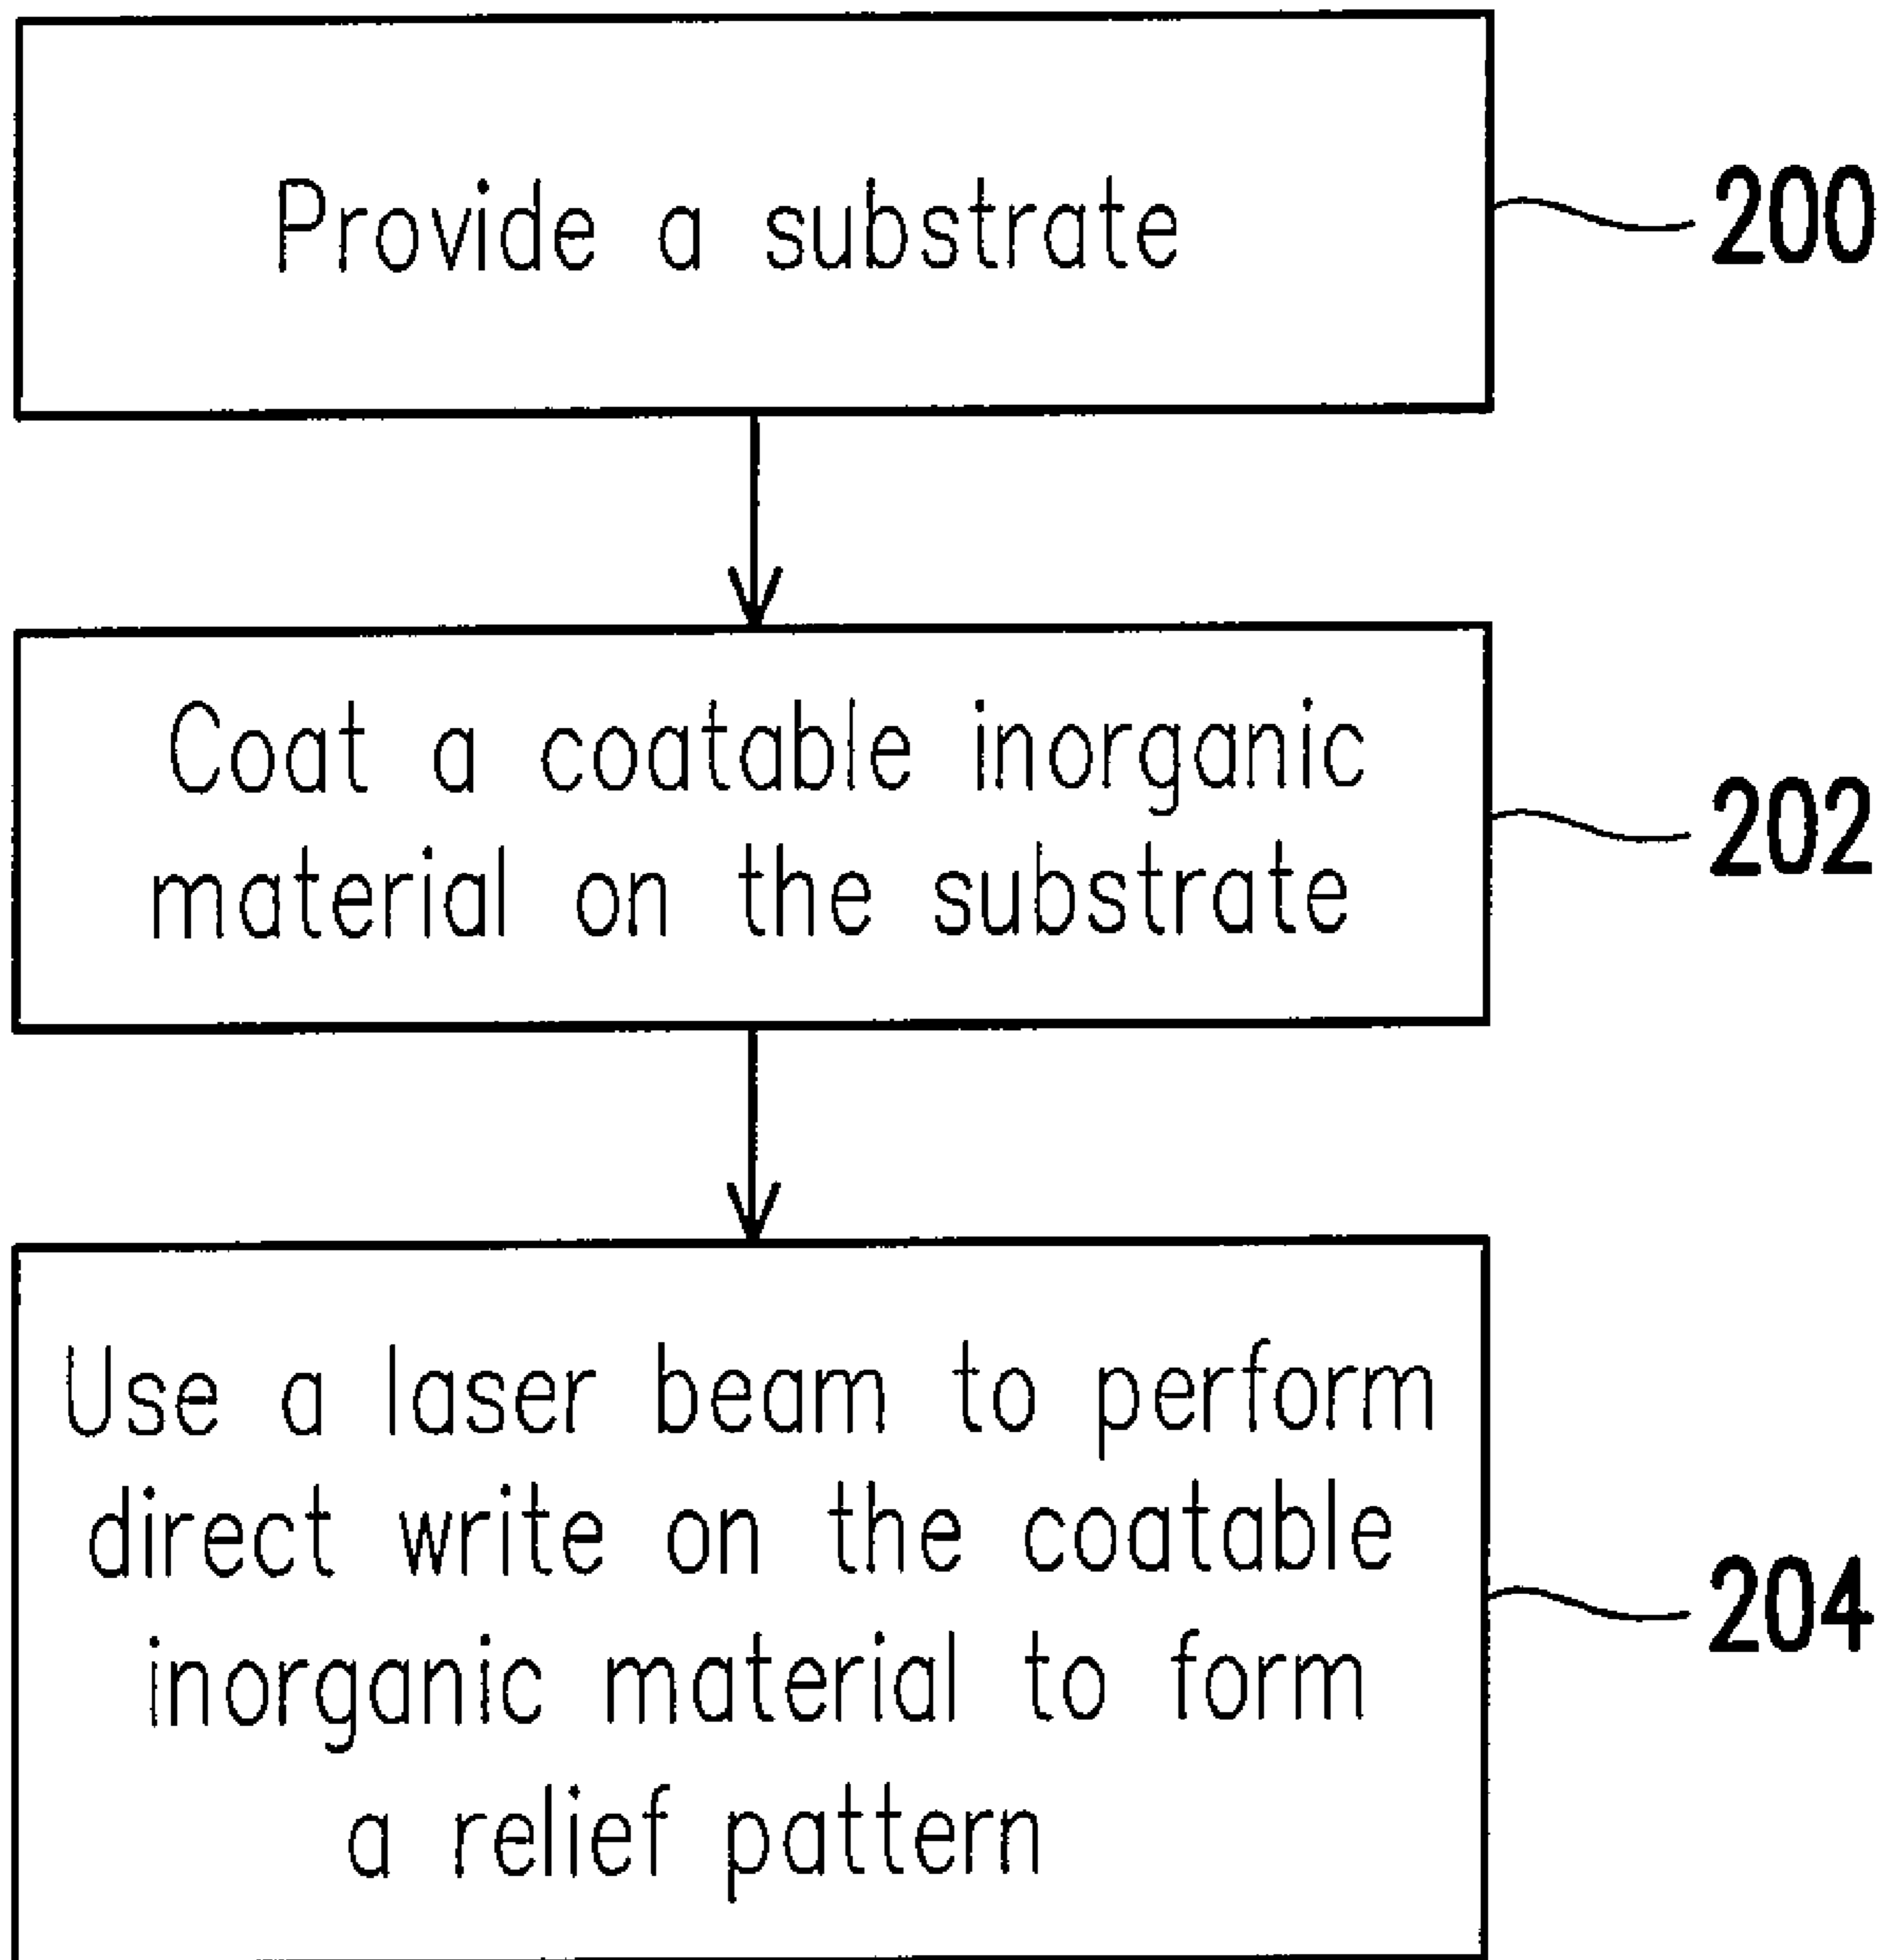 Provide a substrate
200
Coat a coatable inorganic
material on the substrate
202
Use a laser beam to perform
direct write on the coatable
inorganic material to form
a relief pattern
204